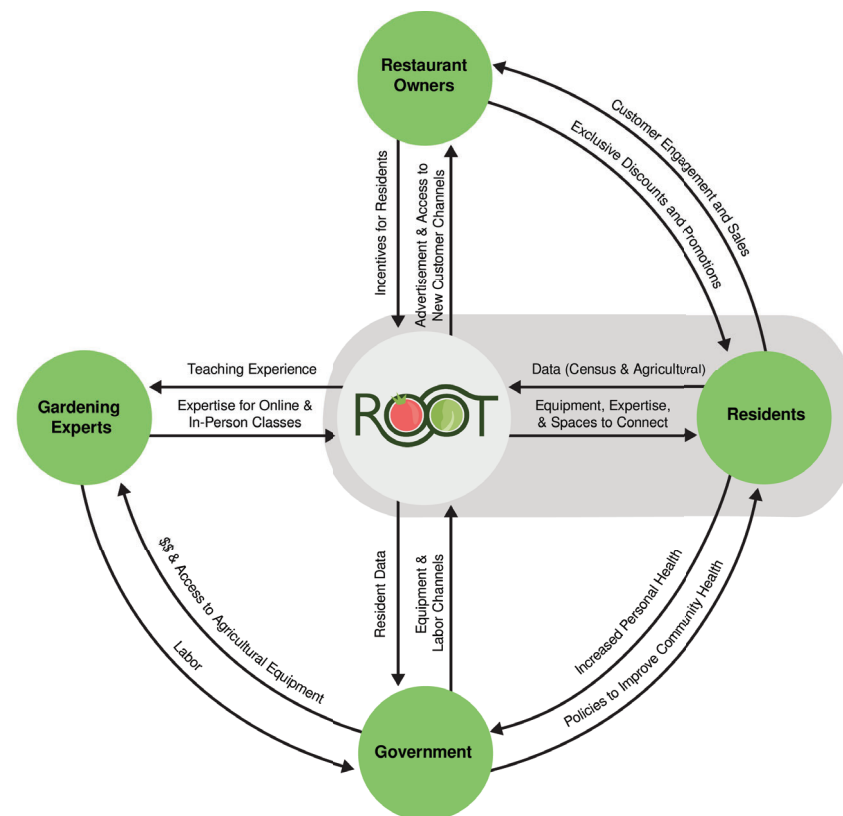 Restaurant
Owners
Customer Engagement and Sales
Exclusive Discounts and Promotions
Incentives for Residents
Advertisement & Access to
New Customer Channels
Teaching Experience
Data (Census & Agricultural)
Gardening
Experts
Expertise for Online &
In-Person Classes
ROOT
Equipment, Expertise,
& Spaces to Connect
Residents
$$ & Access to Agricultural Equipment
Labor
Resident Data
Equipment &
Labor Channels
Increased Personal Health
Policies to Improve Community Health
Government